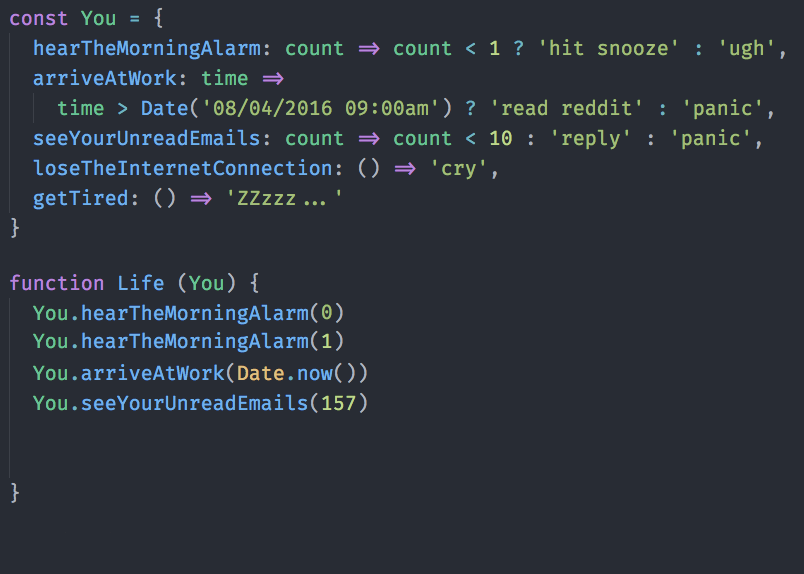 const You = {
  hearTheMorningAlarm: count => count < 1 ? 'hit snooze' : 'ugh',
  arriveAtWork: time =>
    time > Date('08/04/2016 09:00am') ? 'read reddit' : 'panic',
  seeYourUnreadEmails: count => count < 10 : 'reply' : 'panic',
  loseTheInternetConnection: () => 'cry',
  getTired: () => 'ZZzzz...'
}
function Life (You) {
  You.hearTheMorningAlarm(0)
  You.hearTheMorningAlarm(1)
  You.arriveAtWork(Date.now())
  You.seeYourUnreadEmails(157)
}